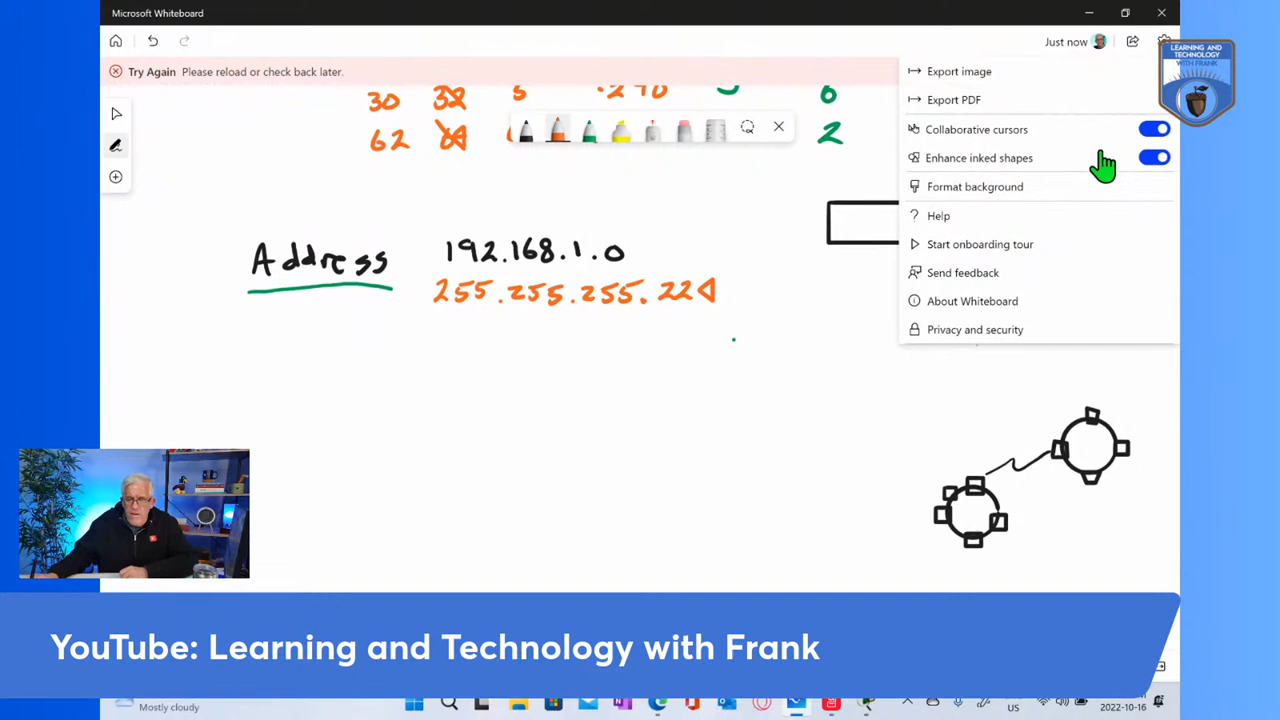 Microsoft Whiteboard
Just now
LEARNING AND
TECHNOLOGY
WITH FRANK
Try Again Please reload or check back later.
Export image
Export PDF
Collaborative cursors
Enhance inked shapes
Format background
Help
Start onboarding tour
Send feedback
About Whiteboard
Privacy and security
30 32
62 64 2
Address 192.168.1.0
255.255.255.224
YouTube: Learning and Technology with Frank
Mostly cloudy
US
2022-10-16